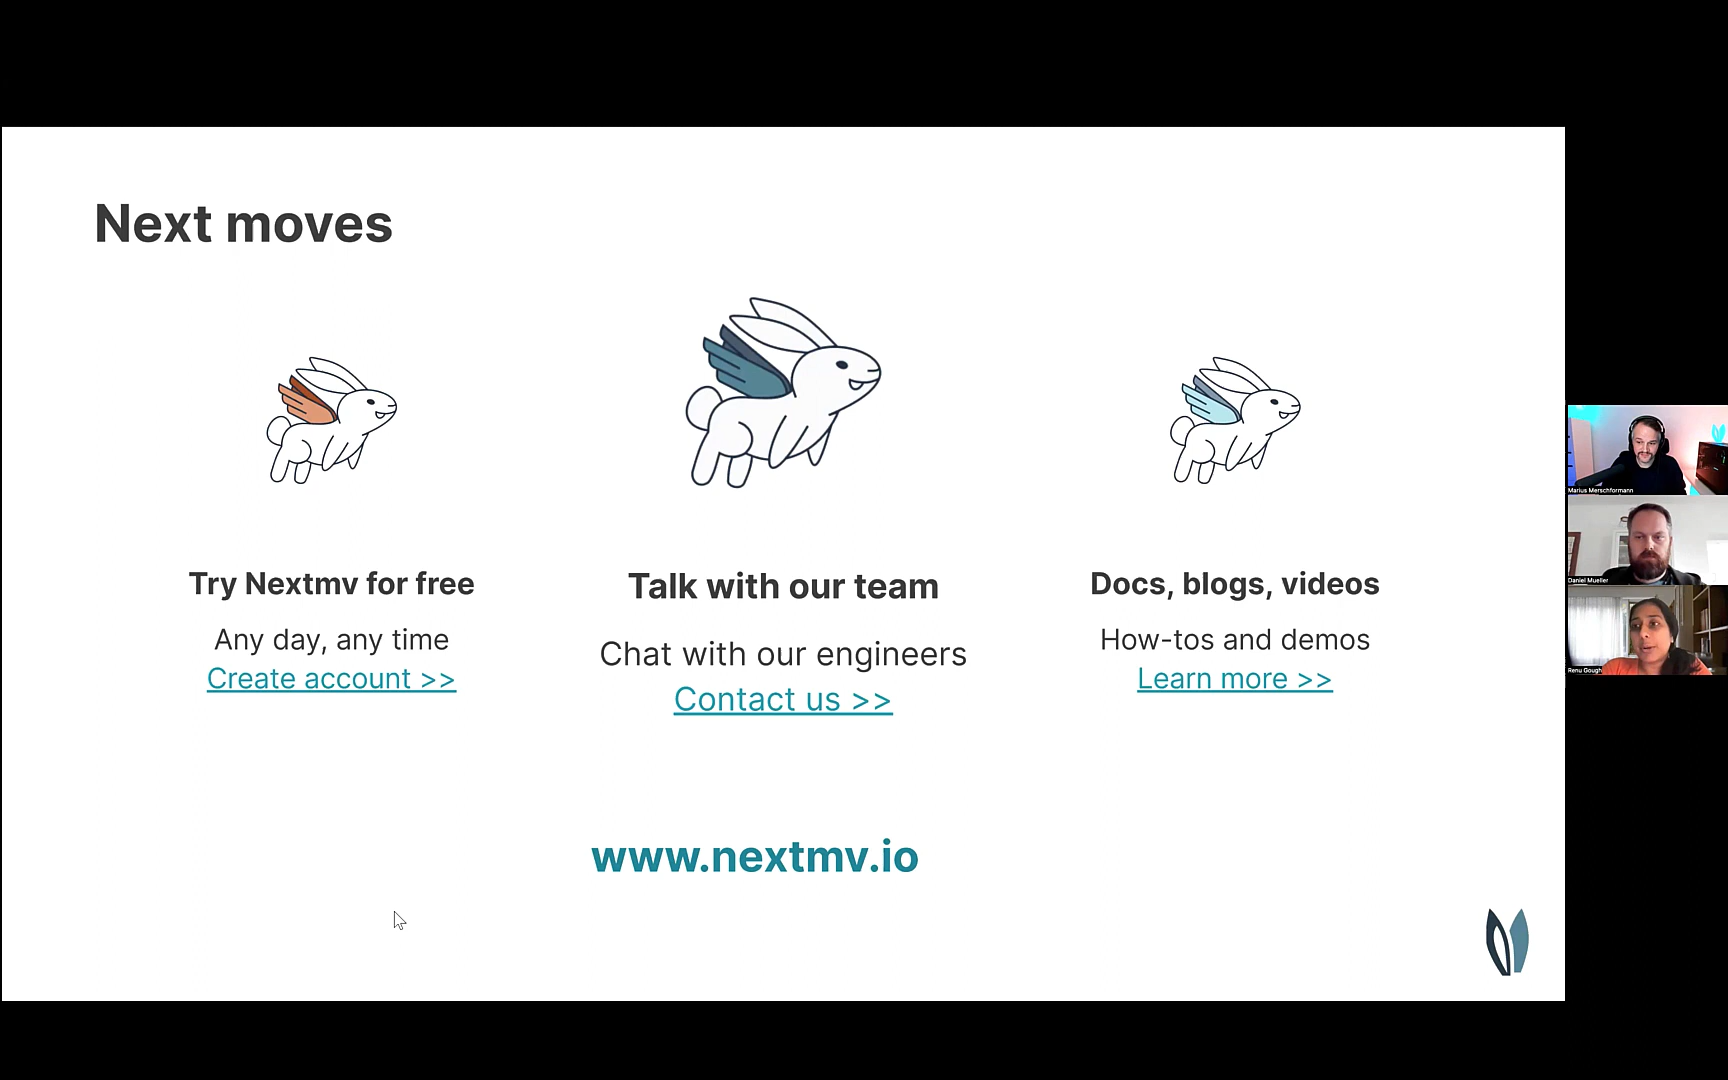 Next moves
Try Nextmv for free
Any day, any time
Create account >>
Talk with our team
Chat with our engineers
Contact us >>
Docs, blogs, videos
How-tos and demos
Learn more >>
www.nextmv.io
Marius Merschformann
Daniel Mueller
Renu Gough